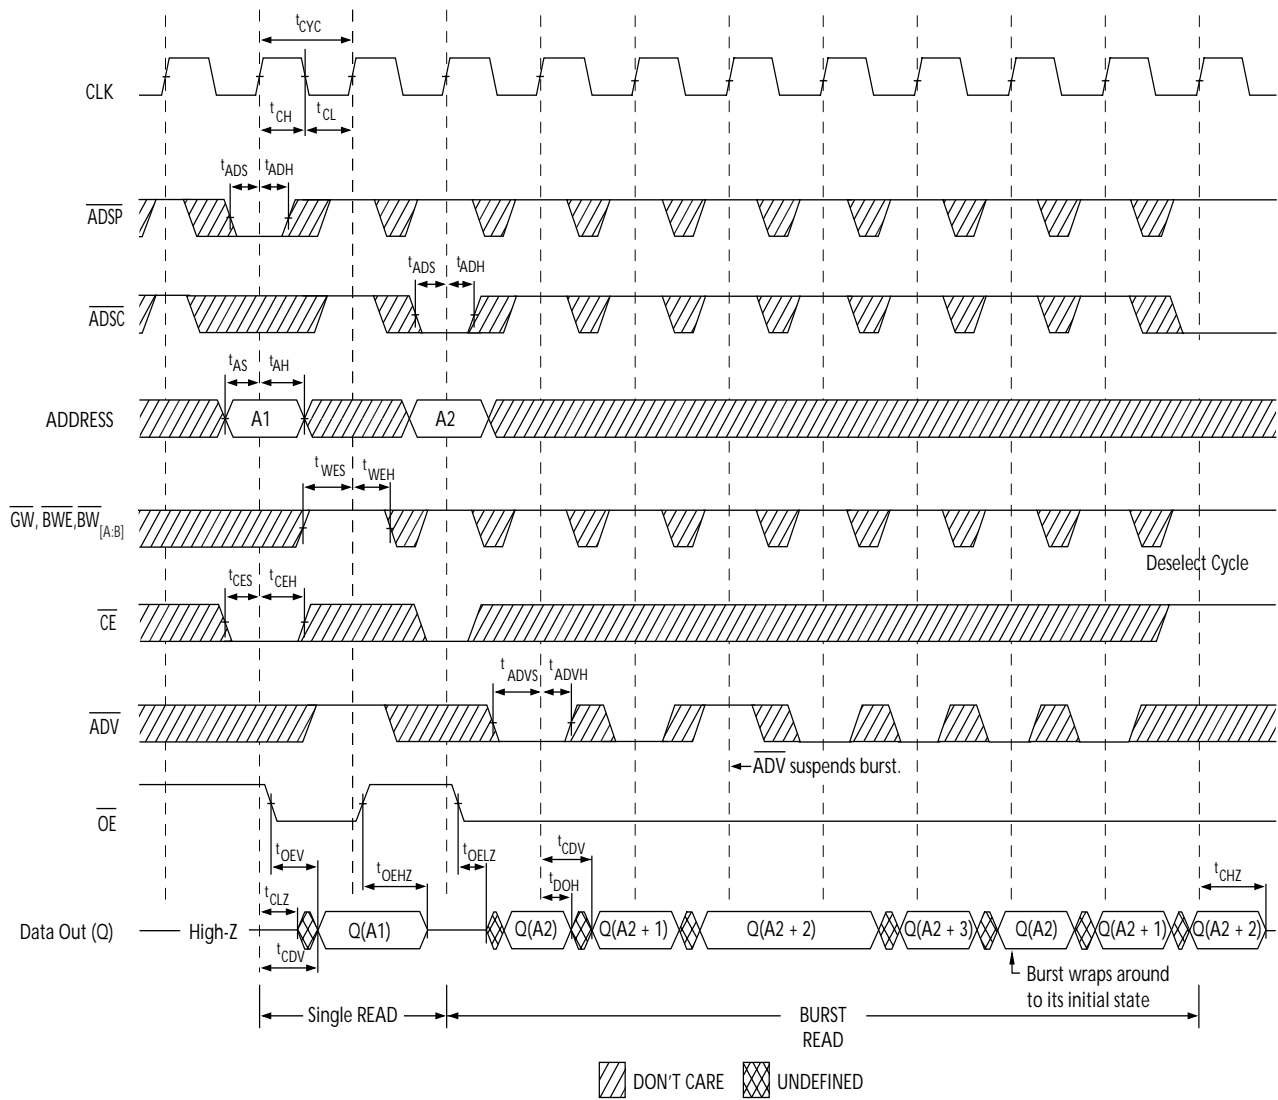 tCYC
CLK
tCH tCL
tADS tADH
ADSP
tADS tADH
ADSC
tAS tAH
ADDRESS A1 A2
tWES tWEH
GW, BWE,BW[A:B]
Deselect Cycle
tCES tCEH
CE
tADVS tADVH
ADV
ADV suspends burst.
OE
tOEV tOEHZ tOELZ tCDV
tCLZ tDOH tCHZ
Data Out (Q) High-Z Q(A1) Q(A2) Q(A2 + 1) Q(A2 + 2) Q(A2 + 3) Q(A2) Q(A2 + 1) Q(A2 + 2)
tCDV
Burst wraps around
to its initial state
Single READ BURST
READ
DON'T CARE UNDEFINED